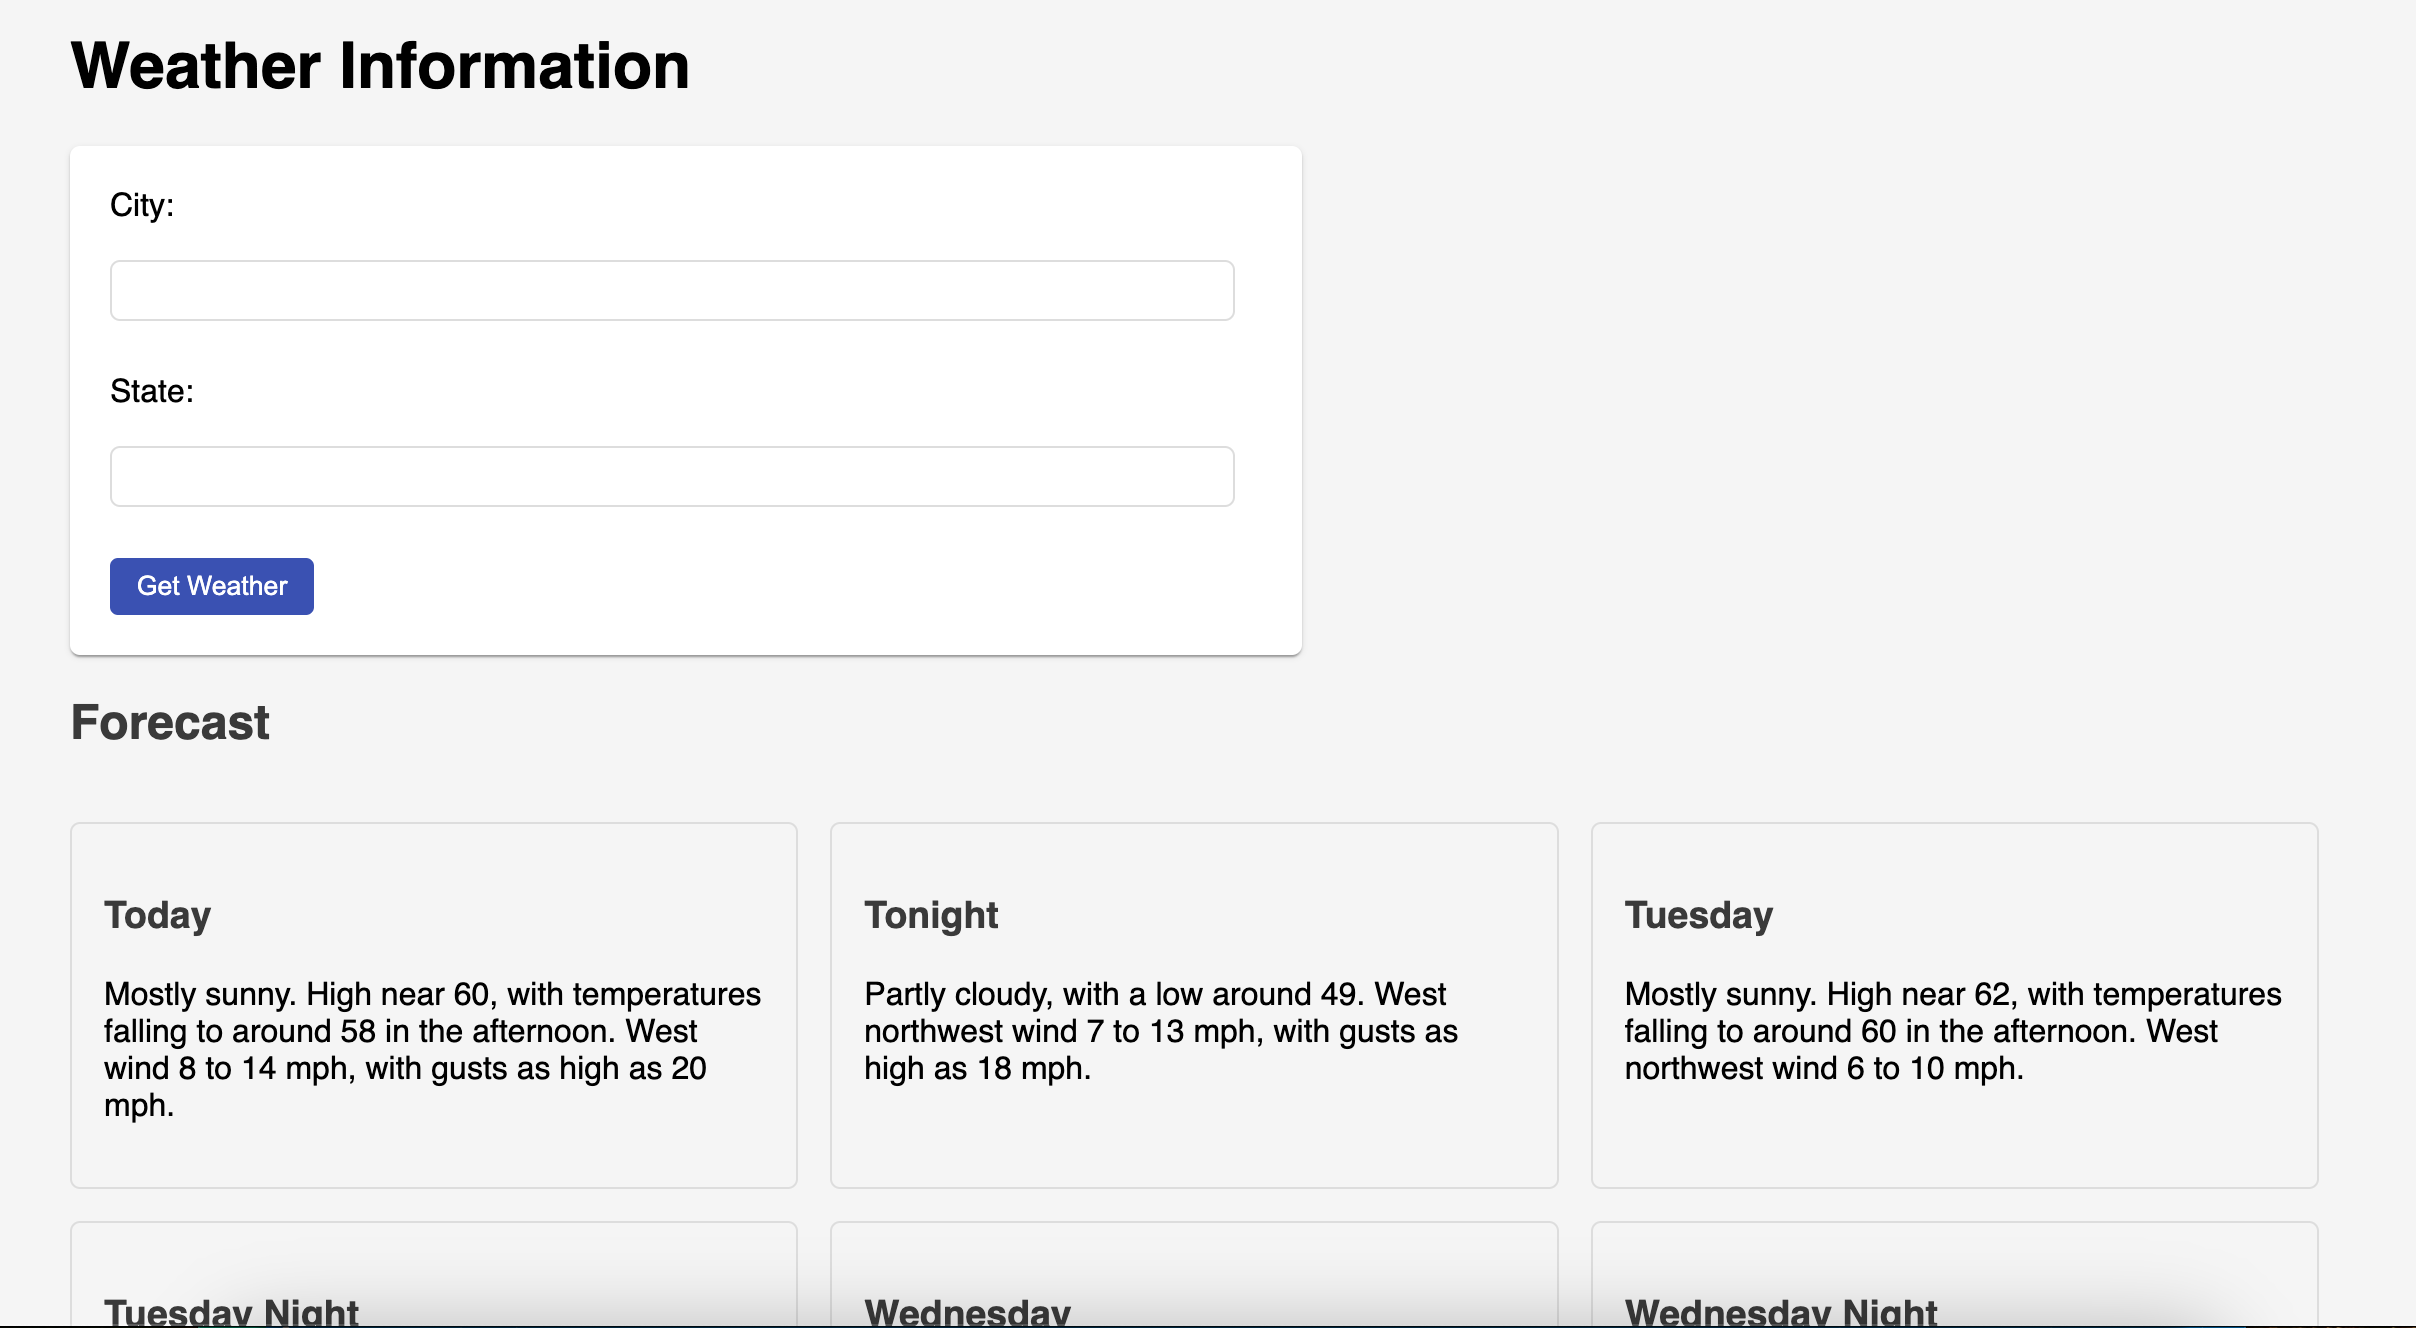 Weather Information
City:
State:
Get Weather
Forecast
Today
Mostly sunny. High near 60, with temperatures
falling to around 58 in the afternoon. West
wind 8 to 14 mph, with gusts as high as 20
mph.
Tonight
Partly cloudy, with a low around 49. West
northwest wind 7 to 13 mph, with gusts as
high as 18 mph.
Tuesday
Mostly sunny. High near 62, with temperatures
falling to around 60 in the afternoon. West
northwest wind 6 to 10 mph.
Tuesday Night
Wednesday
Wednesday Night